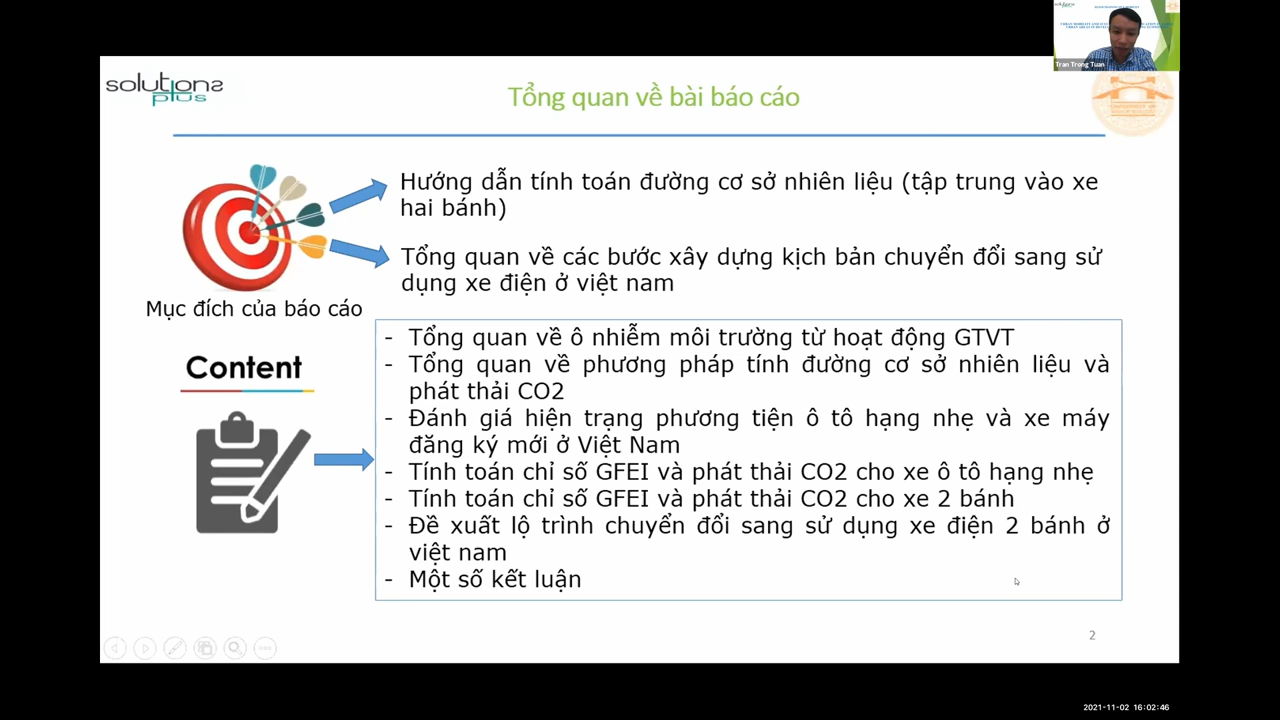 solutions
plus
Tổng quan về bài báo cáo
Hướng dẫn tính toán đường cơ sở nhiên liệu (tập trung vào xe
hai bánh)
Tổng quan về các bước xây dựng kịch bản chuyển đổi sang sử
dụng xe điện ở việt nam
Mục đích của báo cáo
Content
- Tổng quan về ô nhiễm môi trường từ hoạt động GTVT
- Tổng quan về phương pháp tính đường cơ sở nhiên liệu và
phát thải CO2
- Đánh giá hiện trạng phương tiện ô tô hạng nhẹ và xe máy
đăng ký mới ở Việt Nam
- Tính toán chỉ số GFEI và phát thải CO2 cho xe ô tô hạng nhẹ
- Tính toán chỉ số GFEI và phát thải CO2 cho xe 2 bánh
- Đề xuất lộ trình chuyển đổi sang sử dụng xe điện 2 bánh ở
việt nam
- Một số kết luận
2
Tran Trong Tuan
2021-11-02 16:02:46